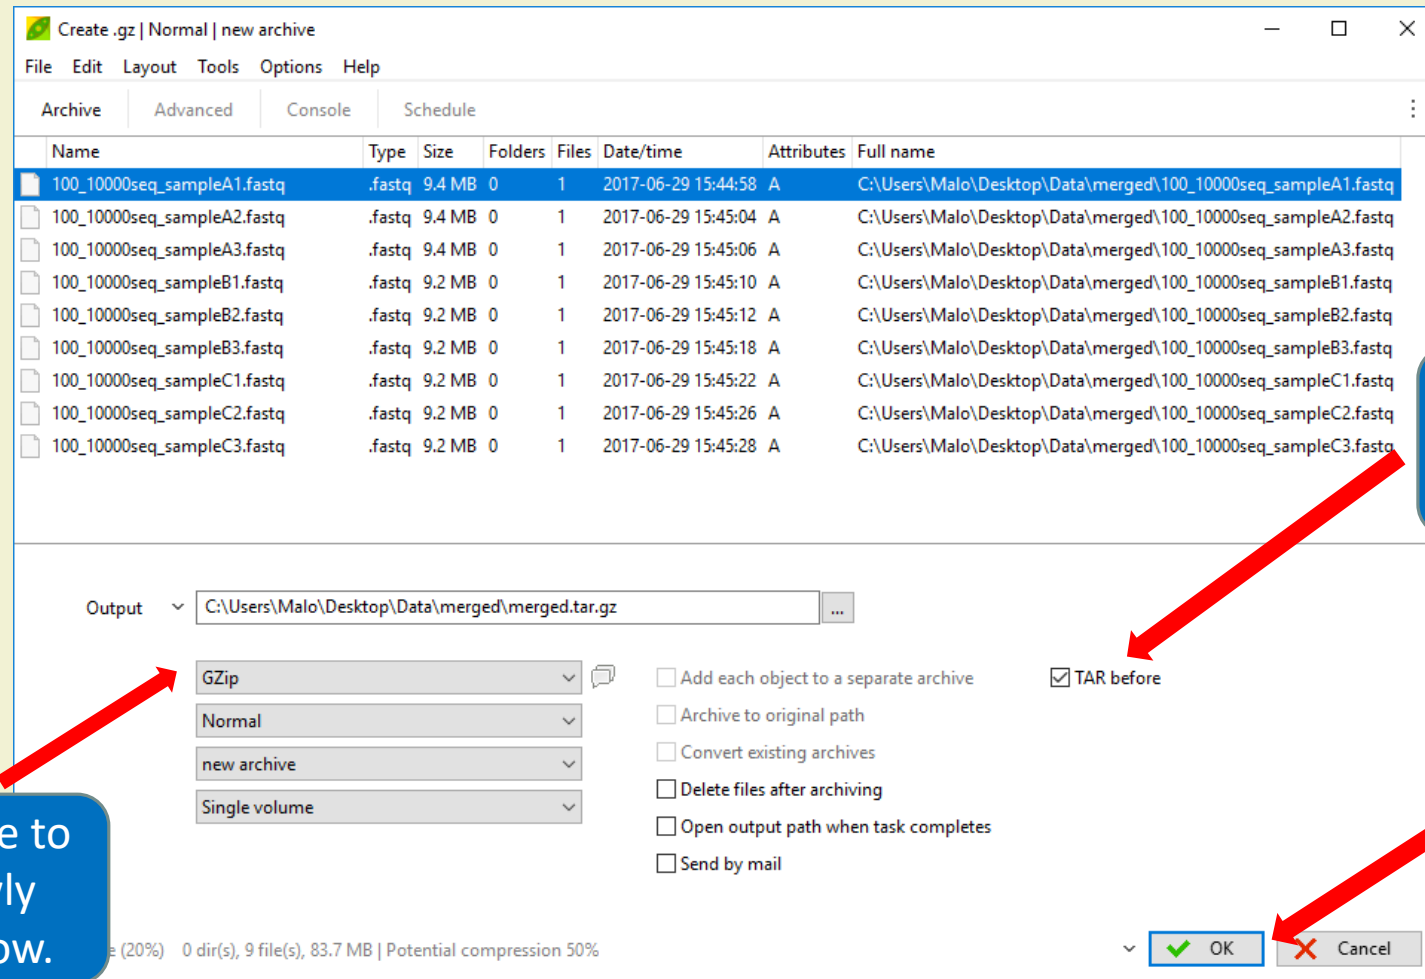 Create .gz | Normal | new archive
File Edit Layout Tools Options Help
Archive Advanced Console Schedule
Name Type Size Folders Files Date/time Attributes Full name
100_10000seq_sampleA1.fastq .fastq 9.4 MB 0 1 2017-06-29 15:44:58 A C:\Users\Malo\Desktop\Data\merged\100_10000seq_sampleA1.fastq
100_10000seq_sampleA2.fastq .fastq 9.4 MB 0 1 2017-06-29 15:45:04 A C:\Users\Malo\Desktop\Data\merged\100_10000seq_sampleA2.fastq
100_10000seq_sampleA3.fastq .fastq 9.4 MB 0 1 2017-06-29 15:45:06 A C:\Users\Malo\Desktop\Data\merged\100_10000seq_sampleA3.fastq
100_10000seq_sampleB1.fastq .fastq 9.2 MB 0 1 2017-06-29 15:45:10 A C:\Users\Malo\Desktop\Data\merged\100_10000seq_sampleB1.fastq
100_10000seq_sampleB2.fastq .fastq 9.2 MB 0 1 2017-06-29 15:45:12 A C:\Users\Malo\Desktop\Data\merged\100_10000seq_sampleB2.fastq
100_10000seq_sampleB3.fastq .fastq 9.2 MB 0 1 2017-06-29 15:45:18 A C:\Users\Malo\Desktop\Data\merged\100_10000seq_sampleB3.fastq
100_10000seq_sampleC1.fastq .fastq 9.2 MB 0 1 2017-06-29 15:45:22 A C:\Users\Malo\Desktop\Data\merged\100_10000seq_sampleC1.fastq
100_10000seq_sampleC2.fastq .fastq 9.2 MB 0 1 2017-06-29 15:45:26 A C:\Users\Malo\Desktop\Data\merged\100_10000seq_sampleC2.fastq
100_10000seq_sampleC3.fastq .fastq 9.2 MB 0 1 2017-06-29 15:45:28 A C:\Users\Malo\Desktop\Data\merged\100_10000seq_sampleC3.fastq
Output C:\Users\Malo\Desktop\Data\merged\merged.tar.gz ...
GZip
Normal
new archive
Single volume
Add each object to a separate archive
Archive to original path
Convert existing archives
Delete files after archiving
Open output path when task completes
Send by mail
TAR before
to
(20%) 0 dir(s), 9 file(s), 83.7 MB | Potential compression 50%
OK Cancel